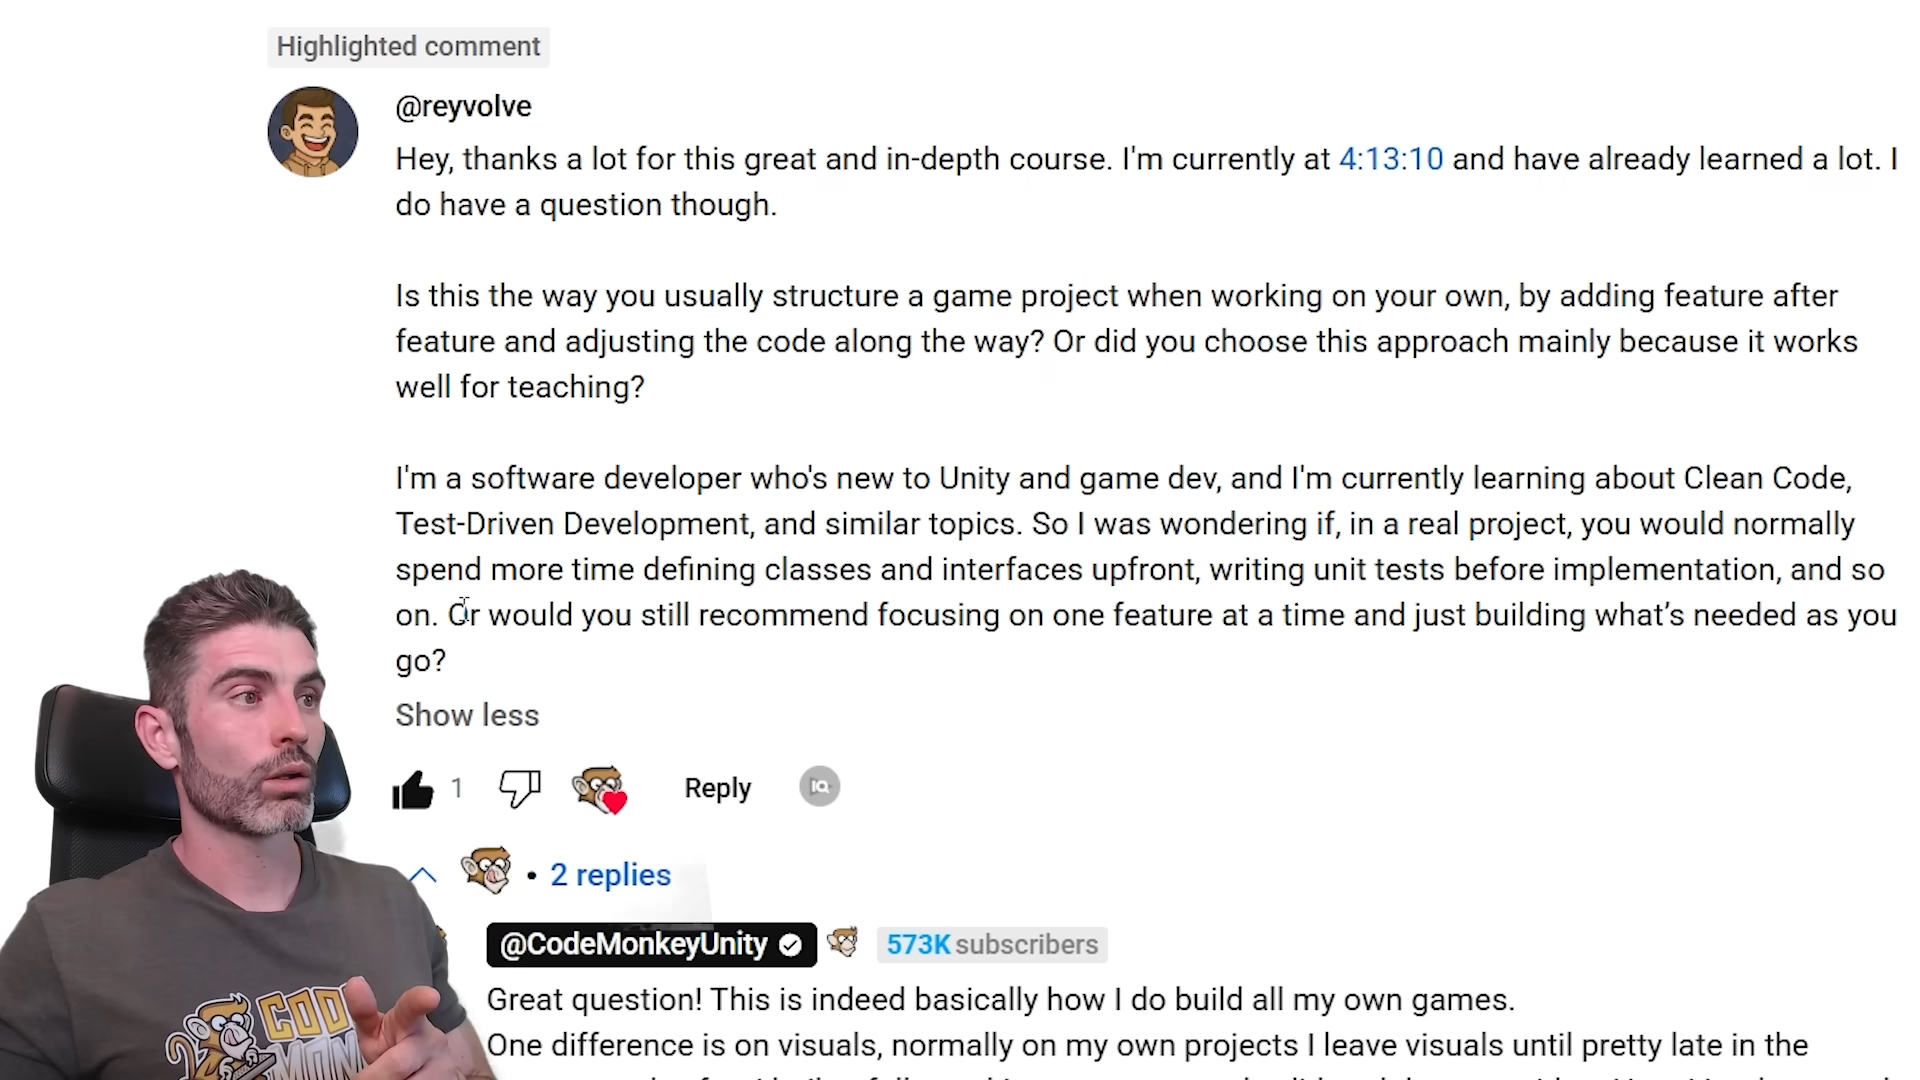 Highlighted comment
@reyvolve
Hey, thanks a lot for this great and in-depth course. I'm currently at 4:13:10 and have already learned a lot. I
do have a question though.
Is this the way you usually structure a game project when working on your own, by adding feature after
feature and adjusting the code along the way? Or did you choose this approach mainly because it works
well for teaching?
I'm a software developer who's new to Unity and game dev, and I'm currently learning about Clean Code,
Test-Driven Development, and similar topics. So I was wondering if, in a real project, you would normally
spend more time defining classes and interfaces upfront, writing unit tests before implementation, and so
on. Or would you still recommend focusing on one feature at a time and just building what’s needed as you
go?
Show less
1
Reply
• 2 replies
@CodeMonkeyUnity
573K subscribers
Great question! This is indeed basically how I do build all my own games.
One difference is on visuals, normally on my own projects I leave visuals until pretty late in the